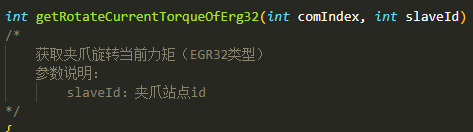 int getRotateCurrentTorqueOfErg32(int comIndex, int slaveId)
/*
获取夹爪旋转当前力矩（EGR32类型）
参数说明：
slaveId：夹爪站点id
*/
{